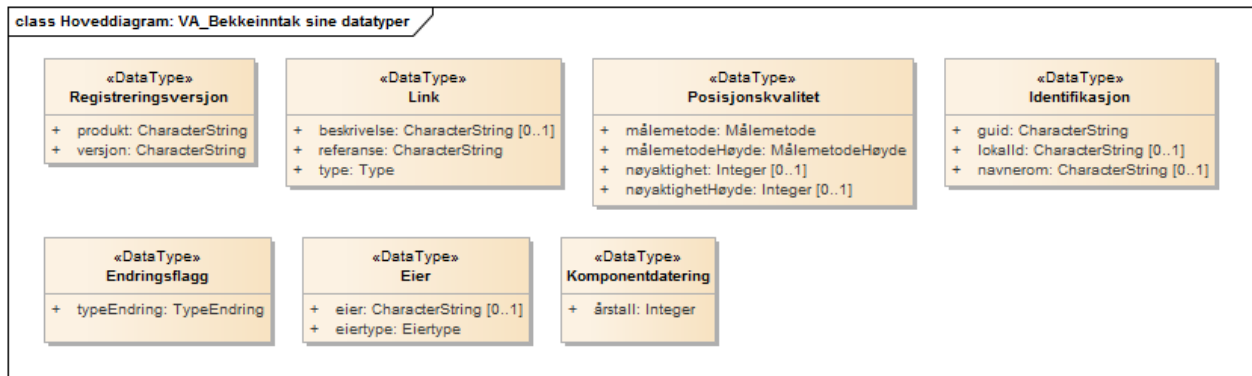 class Hoveddiagram: VA_Bekkeinntak sine datatyper
«DataType»
Registreringsversjon
+ produkt: CharacterString
+ versjon: CharacterString
«DataType»
Link
+ beskrivelse: CharacterString [0..1]
+ referanse: CharacterString
+ type: Type
«DataType»
Posisjonskvalitet
+ målemetode: Målemetode
+ målemetodeHøyde: MålemetodeHøyde
+ nøyaktighet: Integer [0..1]
+ nøyaktighetHøyde: Integer [0..1]
«DataType»
Identifikasjon
+ guid: CharacterString
+ lokalId: CharacterString [0..1]
+ navnerom: CharacterString [0..1]
«DataType»
Endringsflagg
+ typeEndring: TypeEndring
«DataType»
Eier
+ eier: CharacterString [0..1]
+ eiertype: Eiertype
«DataType»
Komponentdatering
+ årstall: Integer